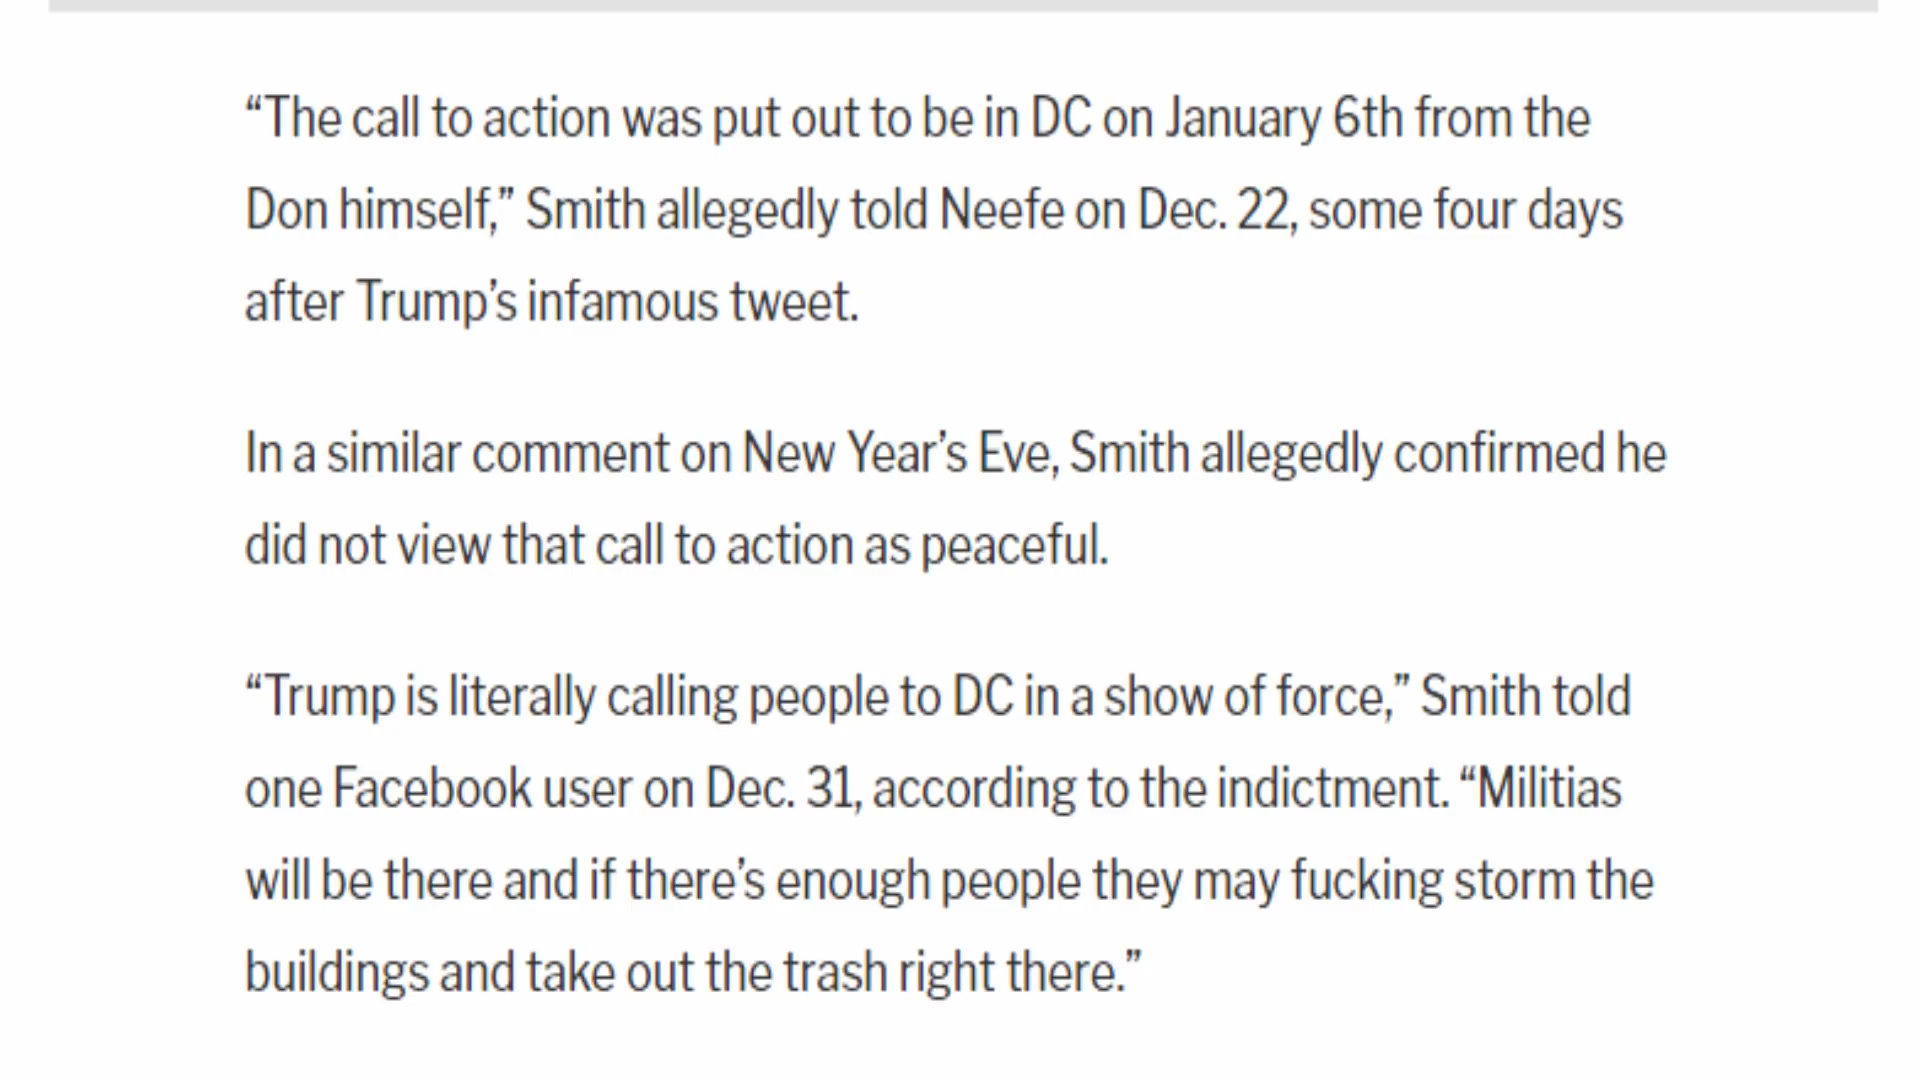 “The call to action was put out to be in DC on January 6th from the
Don himself,” Smith allegedly told Neefe on Dec. 22, some four days
after Trump’s infamous tweet.
In a similar comment on New Year’s Eve, Smith allegedly confirmed he
did not view that call to action as peaceful.
“Trump is literally calling people to DC in a show of force,” Smith told
one Facebook user on Dec. 31, according to the indictment. “Militias
will be there and if there’s enough people they may fucking storm the
buildings and take out the trash right there.”